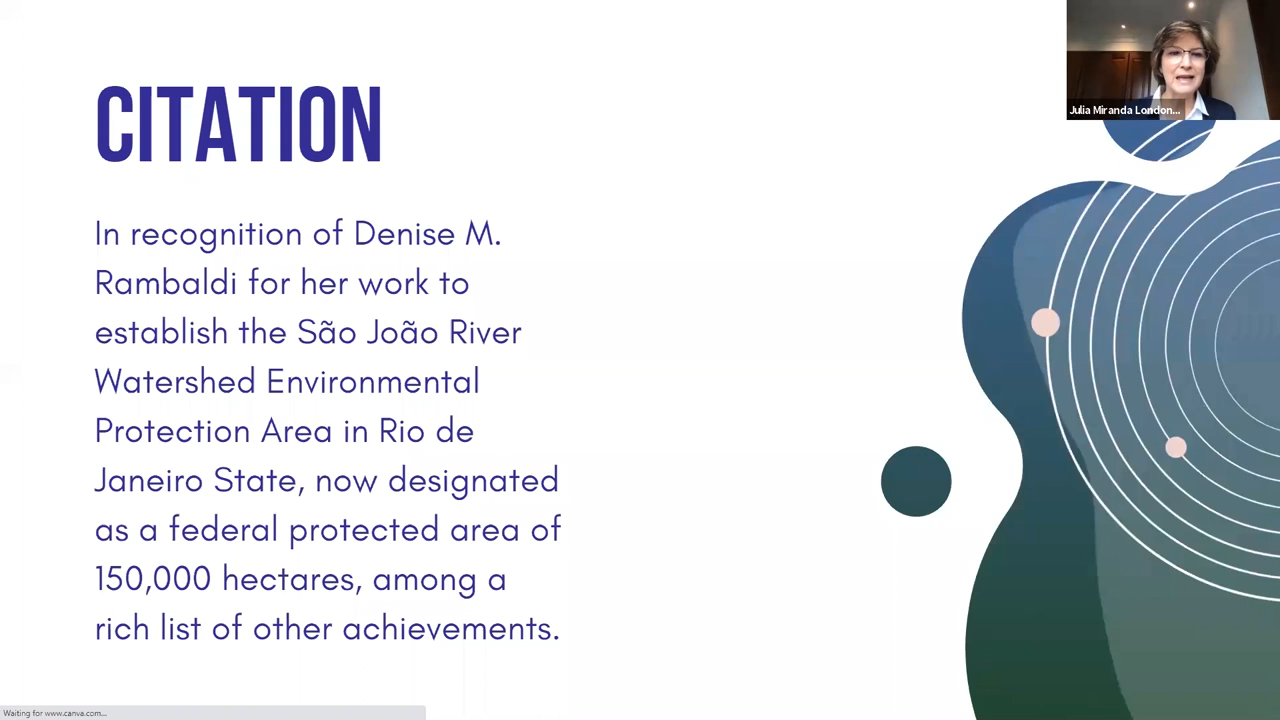 CITATION
In recognition of Denise M.
Rambaldi for her work to
establish the São João River
Watershed Environmental
Protection Area in Rio de
Janeiro State, now designated
as a federal protected area of
150,000 hectares, among a
rich list of other achievements.
Julia Miranda London...
Waiting for www.canva.com...